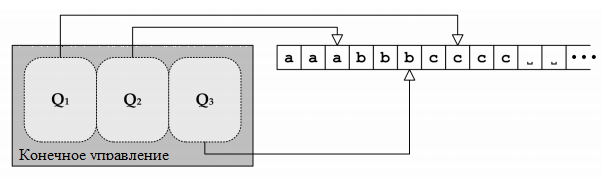 a a a b b b c c c c ␣ ␣ •••
Q₁ Q₂ Q₃
Конечное управление